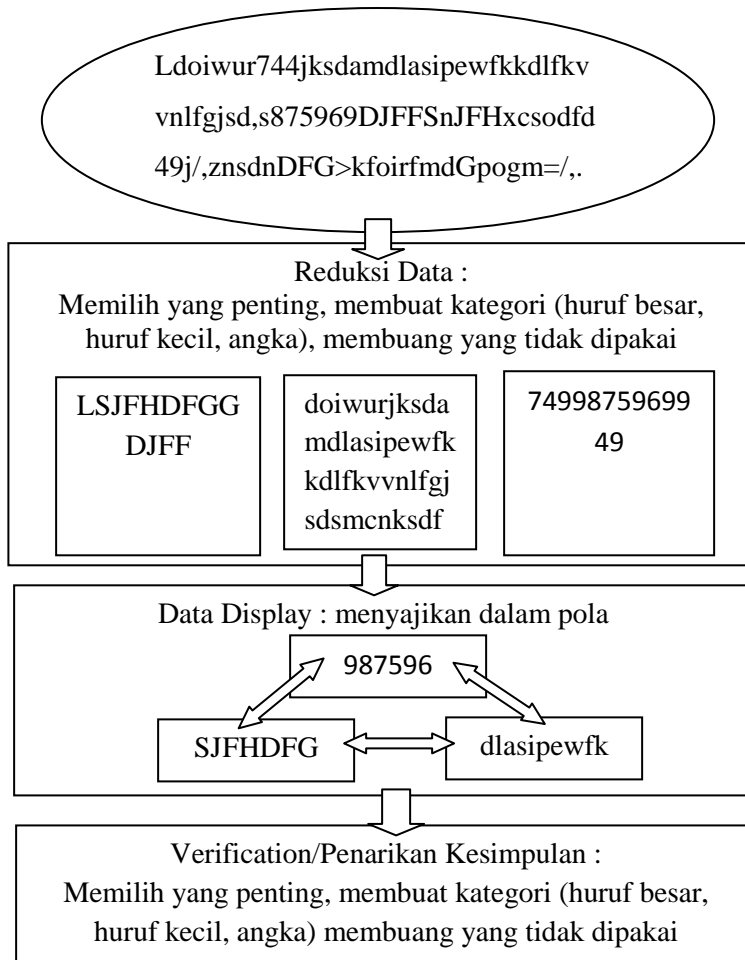 Ldoiwur744jksdamdlasipewfkkdlfkv
vnlfgjsd,s875969DJFFSnJFHxcsodfd
49j/,znsdnDFG>kfoirfmdGpogm=/,.
Reduksi Data :
Memilih yang penting, membuat kategori (huruf besar,
huruf kecil, angka), membuang yang tidak dipakai
LSJFHDFGG
DJFF
doiwurjksda
mdlasipewfk
kdlfkvvnlfgj
sdsmcnksdf
74998759699
49
Data Display : menyajikan dalam pola
987596
SJFHDFG
dlasipewfk
Verification/Penarikan Kesimpulan :
Memilih yang penting, membuat kategori (huruf besar,
huruf kecil, angka) membuang yang tidak dipakai